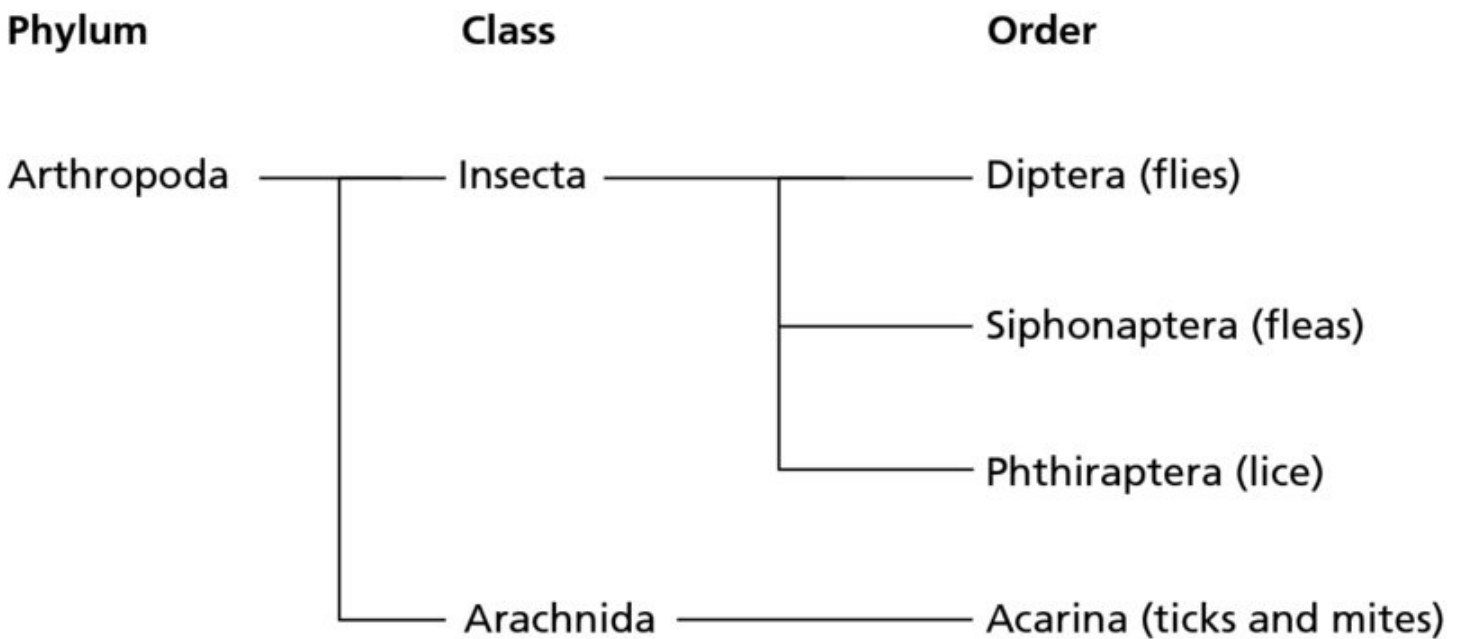 Phylum Class Order
Arthropoda Insecta Diptera (flies)
Siphonaptera (fleas)
Phthiraptera (lice)
Arachnida Acarina (ticks and mites)